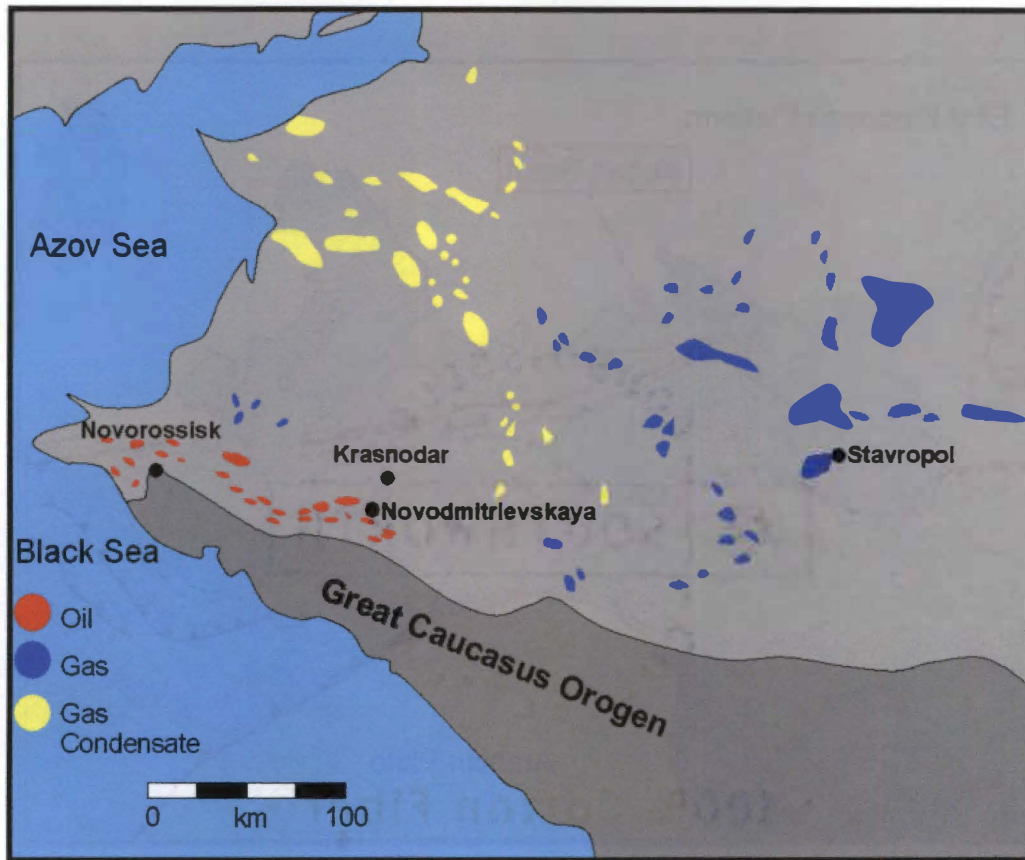 Azov Sea
Novorossisk
Krasnodar
Stavropol
Novodmitrievskaya
Black Sea
Great Caucasus Orogen
Oil
Gas
Gas
Condensate
0 km 100